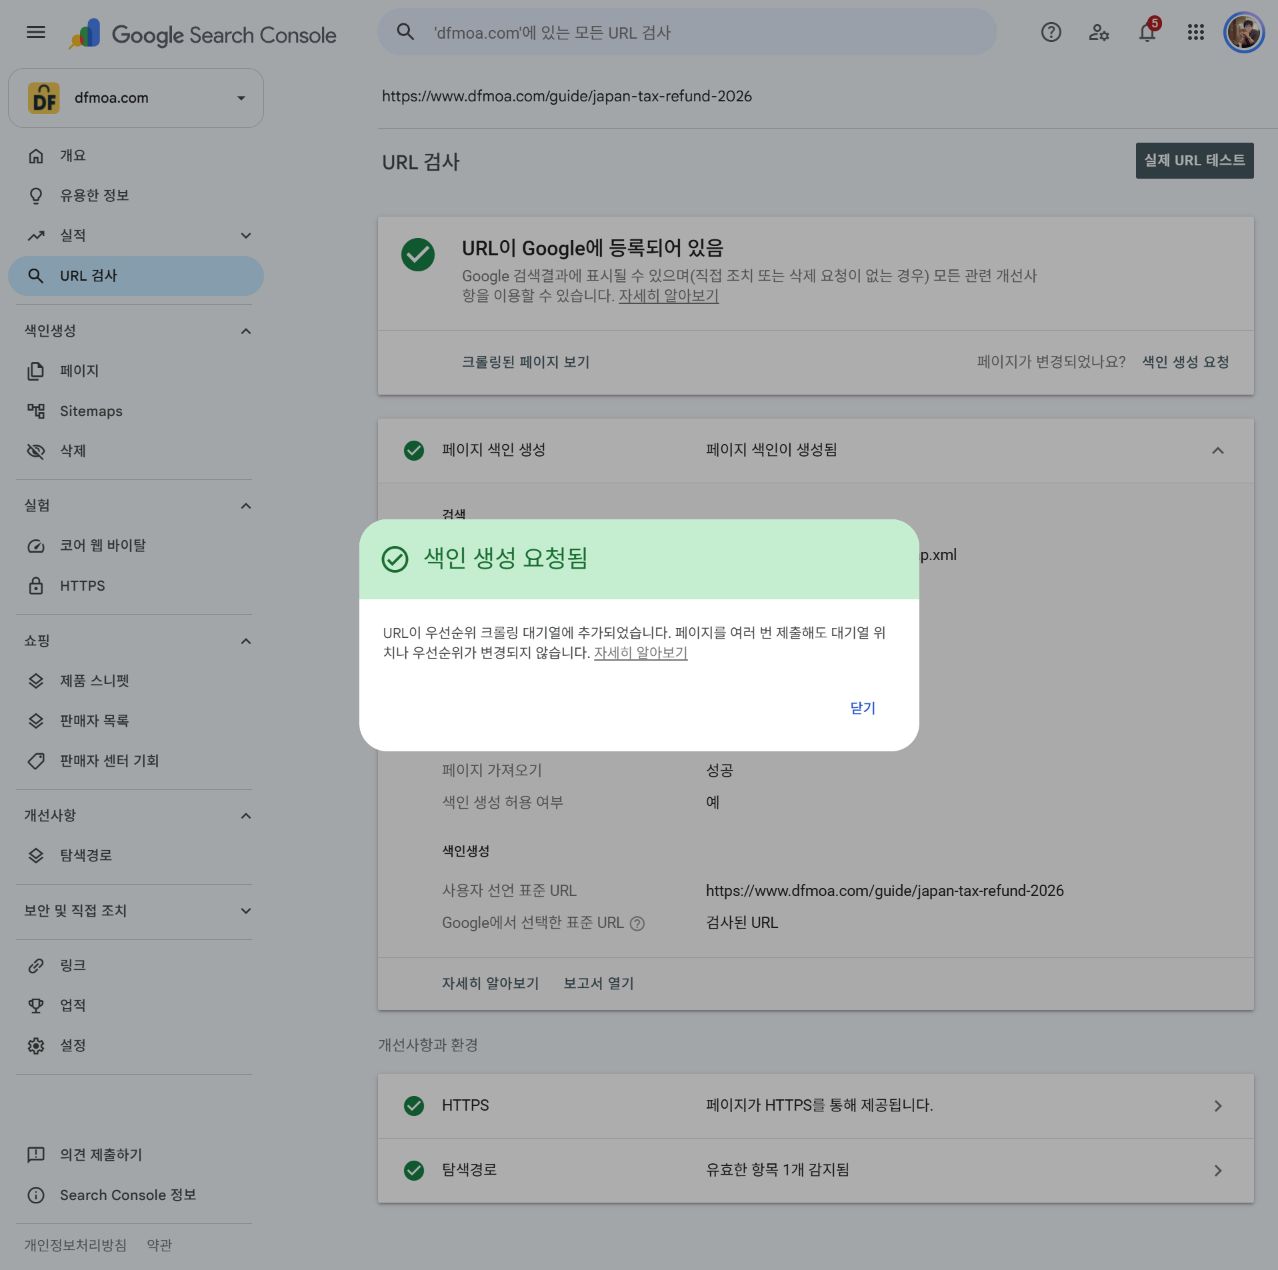 Google Search Console
'dfmoa.com'에 있는 모든 URL 검사
5
DF
dfmoa.com
개요
유용한 정보
실적
URL 검사
색인생성
페이지
Sitemaps
삭제
실험
코어 웹 바이탈
HTTPS
쇼핑
제품 스니펫
판매자 목록
판매자 센터 기회
개선사항
탐색경로
보안 및 직접 조치
링크
업적
설정
의견 제출하기
Search Console 정보
개인정보처리방침 약관
https://www.dfmoa.com/guide/japan-tax-refund-2026
URL 검사
실제 URL 테스트
URL이 Google에 등록되어 있음
Google 검색결과에 표시될 수 있으며(직접 조치 또는 삭제 요청이 없는 경우) 모든 관련 개선사
항을 이용할 수 있습니다. 자세히 알아보기
크롤링된 페이지 보기 페이지가 변경되었나요? 색인 생성 요청
페이지 색인 생성 페이지 색인이 생성됨
검색
p.xml
색인 생성 요청됨
URL이 우선순위 크롤링 대기열에 추가되었습니다. 페이지를 여러 번 제출해도 대기열 위
치나 우선순위가 변경되지 않습니다. 자세히 알아보기
닫기
페이지 가져오기 성공
색인 생성 허용 여부 예
색인생성
사용자 선언 표준 URL https://www.dfmoa.com/guide/japan-tax-refund-2026
Google에서 선택한 표준 URL 검사된 URL
자세히 알아보기 보고서 열기
개선사항과 환경
HTTPS 페이지가 HTTPS를 통해 제공됩니다.
탐색경로 유효한 항목 1개 감지됨